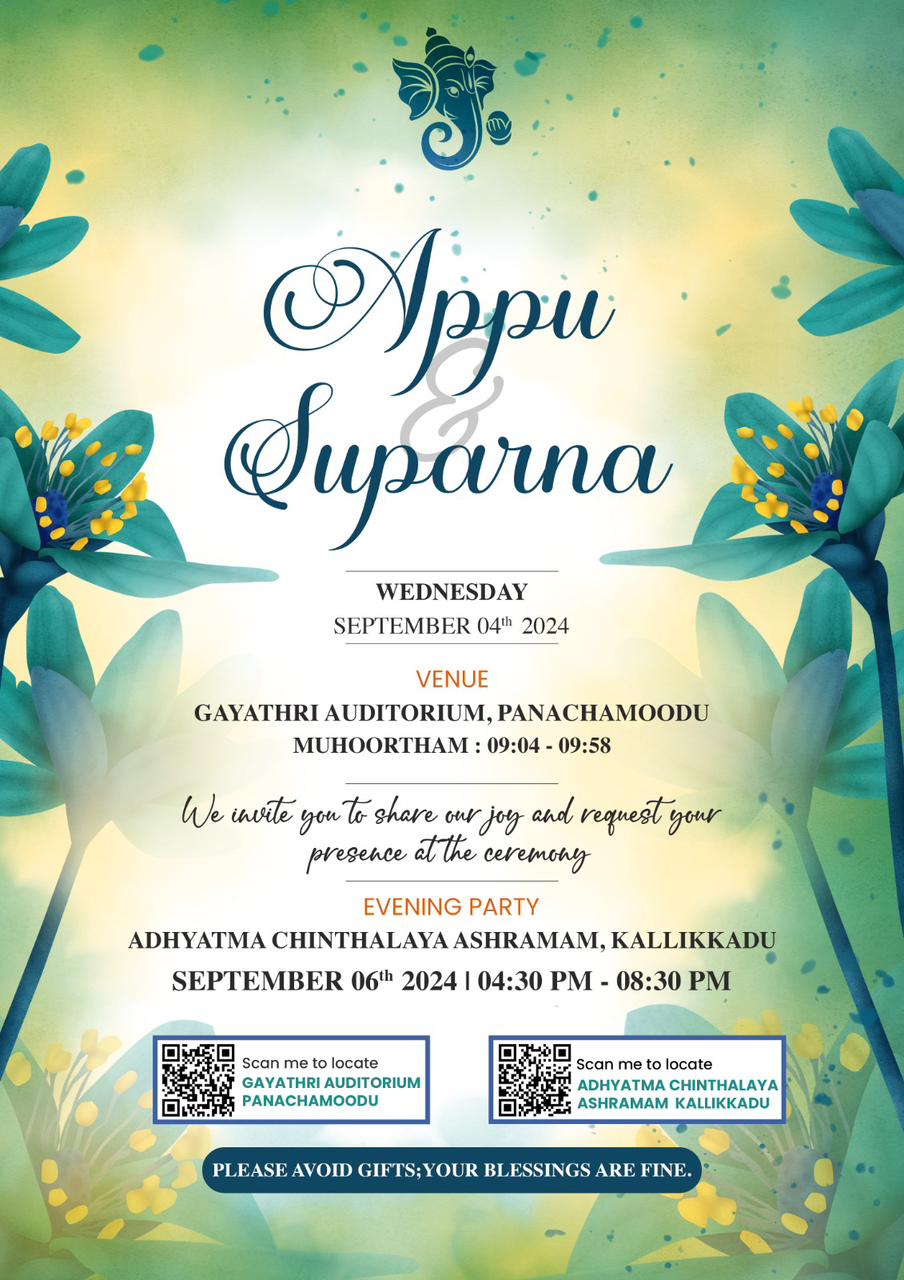 Appu
&
Suparna
WEDNESDAY
SEPTEMBER 04th 2024
VENUE
GAYATHRI AUDITORIUM, PANACHAMOODU
MUHOORTHAM : 09:04 - 09:58
We invite you to share our joy and request your
presence at the ceremony
EVENING PARTY
ADHYATMA CHINTHALAYA ASHRAMAM, KALLIKKADU
SEPTEMBER 06th 2024 | 04:30 PM - 08:30 PM
Scan me to locate
GAYATHRI AUDITORIUM
PANACHAMOODU
Scan me to locate
ADHYATMA CHINTHALAYA
ASHRAMAM KALLIKKADU
PLEASE AVOID GIFTS;YOUR BLESSINGS ARE FINE.